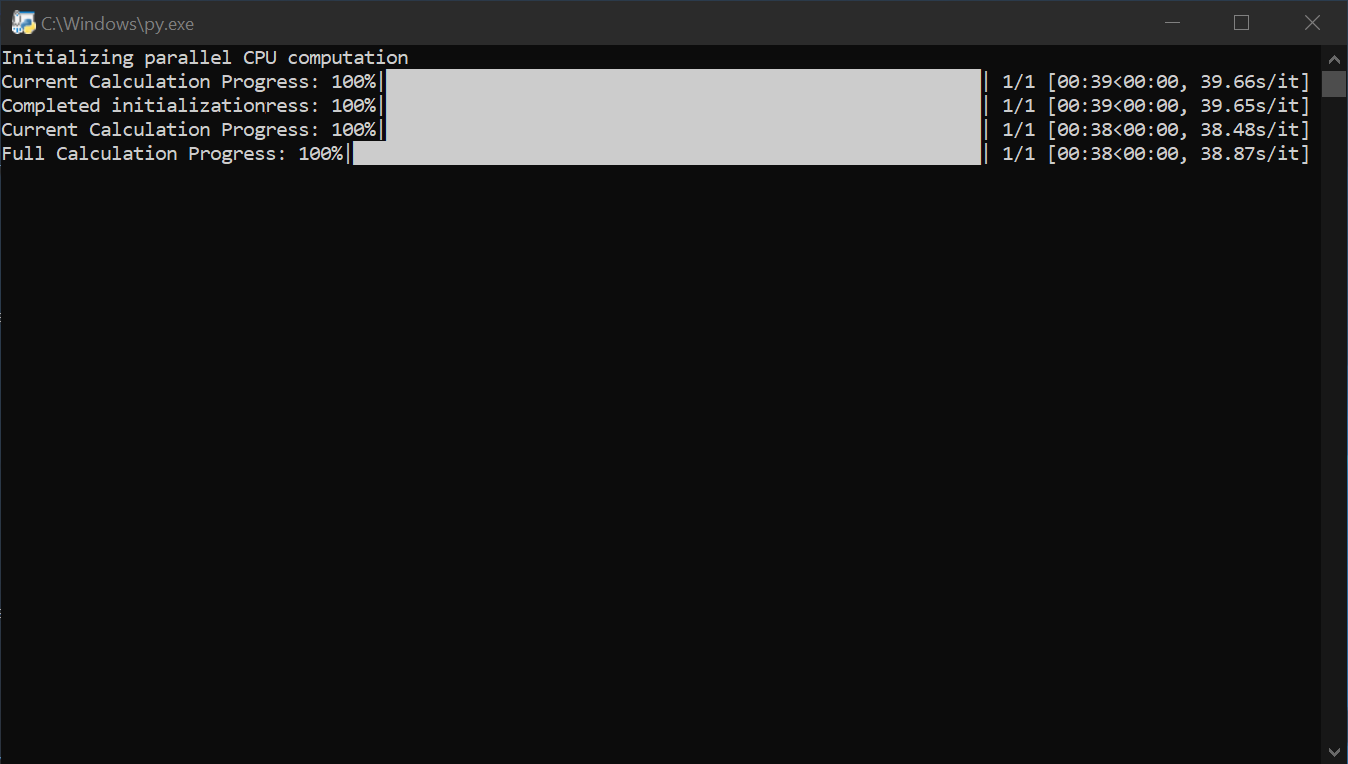 C:\Windows\py.exe
Initializing parallel CPU computation
Current Calculation Progress: 100%| | 1/1 [00:39<00:00, 39.66s/it]
Completed initializationress: 100%| | 1/1 [00:39<00:00, 39.65s/it]
Current Calculation Progress: 100%| | 1/1 [00:38<00:00, 38.48s/it]
Full Calculation Progress: 100%| | 1/1 [00:38<00:00, 38.87s/it]